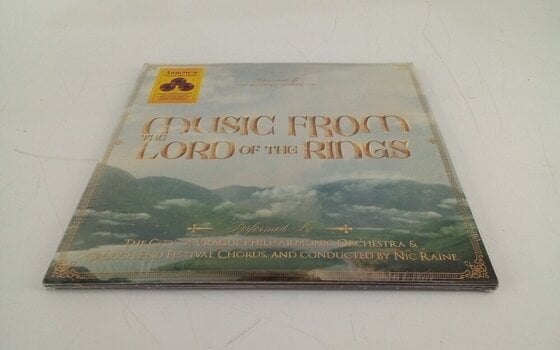 MUSIC FROM
THE
LORD OF THE RINGS
Performed By
THE CITY OF PRAGUE PHILHARMONIC ORCHESTRA &
CROUCH END FESTIVAL CHORUS, AND CONDUCTED BY NIC RAINE